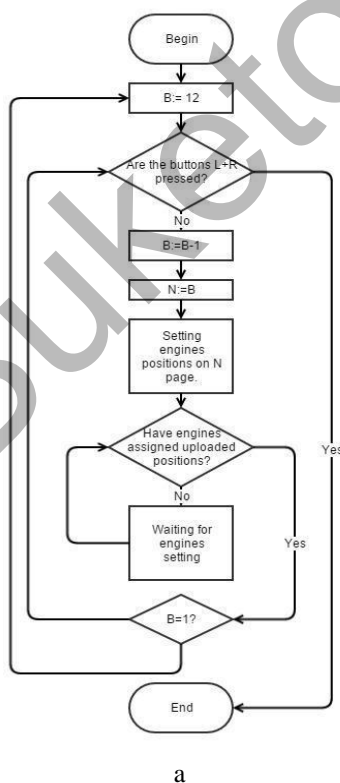 Begin
B:= 12
Are the buttons L+R
pressed?
No
B:=B-1
N:=B
Setting
engines
positions on N
page.
Have engines
assigned uploaded
positions?
Yes
No
Waiting for
engines
setting
Yes
B=1?
End
a